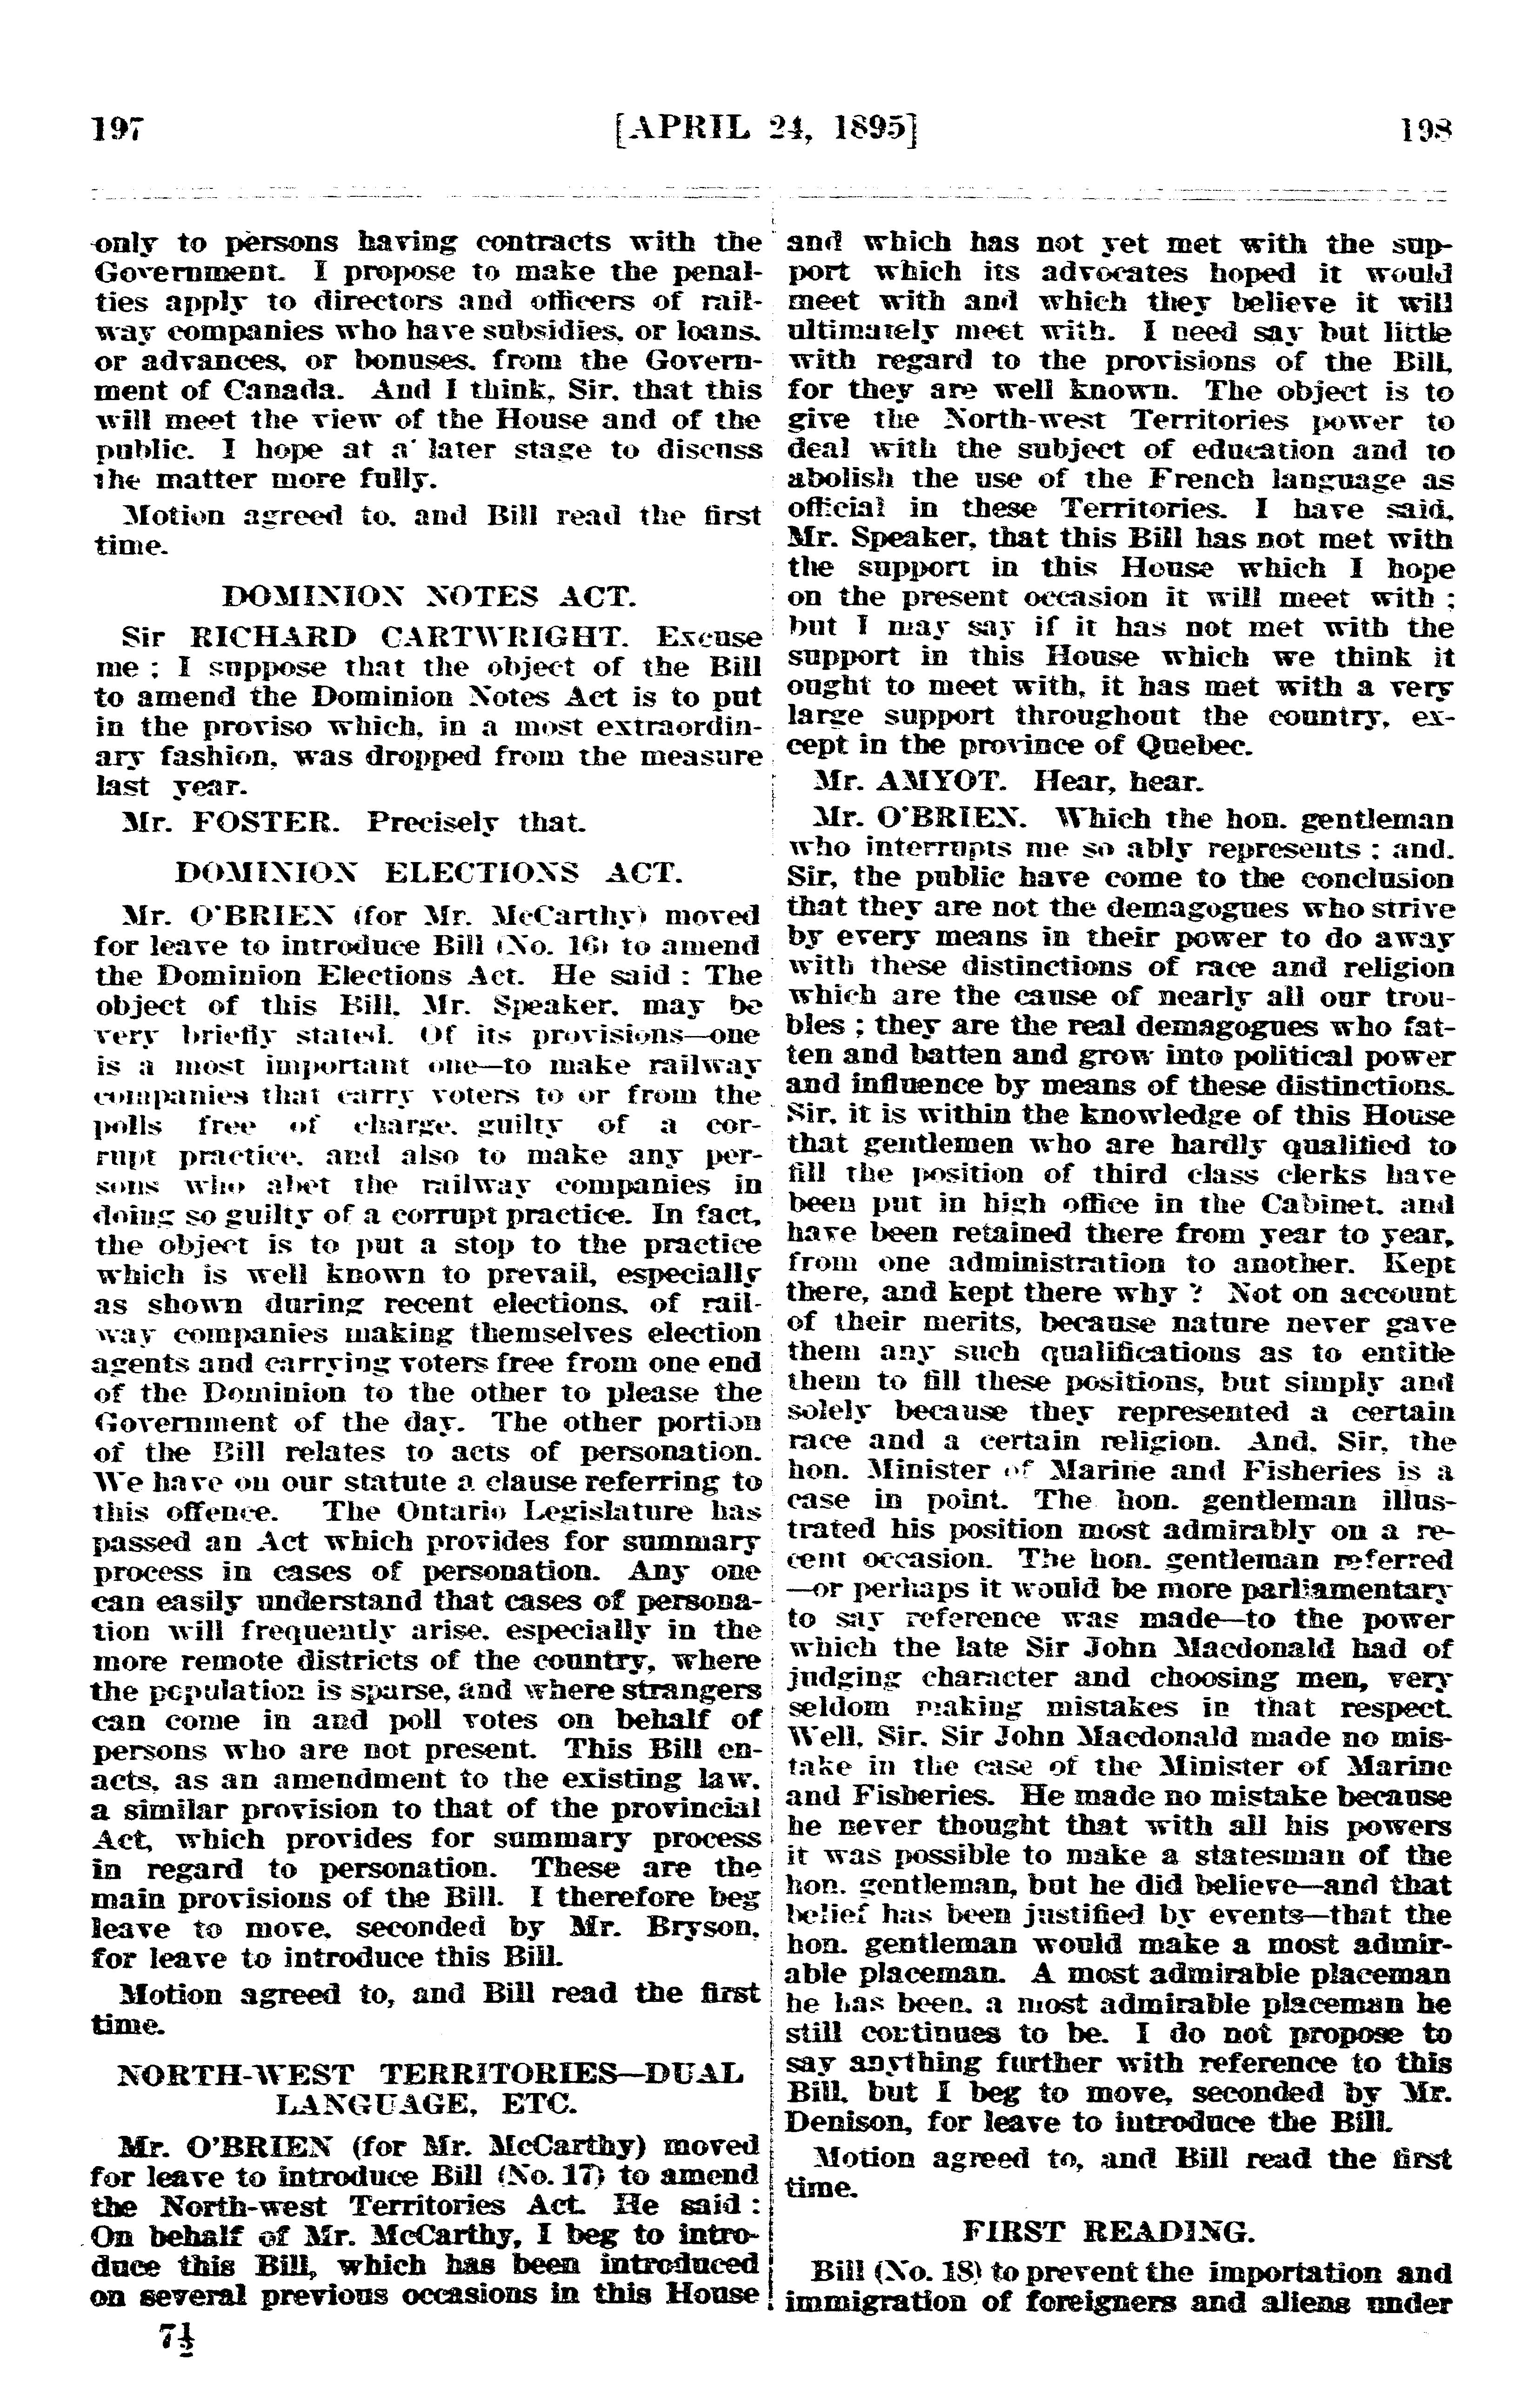 197
[APRIL 24, 1895]
198
only to persons having contracts with the
Government. I propose to make the penal-
ties apply to directors and officers of rail-
way companies who have subsidies, or loans,
or advances, or bonuses, from the Govern-
ment of Canada. And I think, Sir, that this
will meet the view of the House and of the
public. I hope at a later stage to discuss
the matter more fully.
Motion agreed to, and Bill read the first
time.
DOMINION NOTES ACT.
Sir RICHARD CARTWRIGHT. Excuse
me ; I suppose that the object of the Bill
to amend the Dominion Notes Act is to put
in the proviso which, in a most extraordin-
ary fashion, was dropped from the measure
last year.
Mr. FOSTER. Precisely that.
DOMINION ELECTIONS ACT.
Mr. O'BRIEN (for Mr. McCarthy) moved
for leave to introduce Bill (No. 16) to amend
the Dominion Elections Act. He said : The
object of this Bill, Mr. Speaker, may be
very briefly stated. Of its provisions—one
is a most important one—to make railway
companies that carry voters to or from the
polls free of charge, guilty of a cor-
rupt practice, and also to make any per-
sons who abet the railway companies in
doing so guilty of a corrupt practice. In fact,
the object is to put a stop to the practice
which is well known to prevail, especially
as shown during recent elections, of rail-
way companies making themselves election
agents and carrying voters free from one end
of the Dominion to the other to please the
Government of the day. The other portion
of the Bill relates to acts of personation.
We have on our statute a clause referring to
this offence. The Ontario Legislature has
passed an Act which provides for summary
process in cases of personation. Any one
can easily understand that cases of persona-
tion will frequently arise, especially in the
more remote districts of the country, where
the population is sparse, and where strangers
can come in and poll votes on behalf of
persons who are not present. This Bill en-
acts, as an amendment to the existing law,
a similar provision to that of the provincial
Act, which provides for summary process
in regard to personation. These are the
main provisions of the Bill. I therefore beg
leave to move, seconded by Mr. Bryson,
for leave to introduce this Bill.
Motion agreed to, and Bill read the first
time.
NORTH-WEST TERRITORIES—DUAL
LANGUAGE, ETC.
Mr. O'BRIEN (for Mr. McCarthy) moved
for leave to introduce Bill (No. 17) to amend
the North-west Territories Act. He said :
On behalf of Mr. McCarthy, I beg to intro-
duce this Bill, which has been introduced
on several previous occasions in this House
7½
and which has not yet met with the sup-
port which its advocates hoped it would
meet with and which they believe it will
ultimately meet with. I need say but little
with regard to the provisions of the Bill,
for they are well known. The object is to
give the North-west Territories power to
deal with the subject of education and to
abolish the use of the French language as
official in these Territories. I have said,
Mr. Speaker, that this Bill has not met with
the support in this House which I hope
on the present occasion it will meet with ;
but I may say if it has not met with the
support in this House which we think it
ought to meet with, it has met with a very
large support throughout the country, ex-
cept in the province of Quebec.
Mr. AMYOT. Hear, hear.
Mr. O'BRIEN. Which the hon. gentleman
who interrupts me so ably represents ; and,
Sir, the public have come to the conclusion
that they are not the demagogues who strive
by every means in their power to do away
with these distinctions of race and religion
which are the cause of nearly all our trou-
bles ; they are the real demagogues who fat-
ten and batten and grow into political power
and influence by means of these distinctions.
Sir, it is within the knowledge of this House
that gentlemen who are hardly qualified to
fill the position of third class clerks have
been put in high office in the Cabinet, and
have been retained there from year to year,
from one administration to another. Kept
there, and kept there why ? Not on account
of their merits, because nature never gave
them any such qualifications as to entitle
them to fill these positions, but simply and
solely because they represented a certain
race and a certain religion. And, Sir, the
hon. Minister of Marine and Fisheries is a
case in point. The hon. gentleman illus-
trated his position most admirably on a re-
cent occasion. The hon. gentleman referred
—or perhaps it would be more parliamentary
to say reference was made—to the power
which the late Sir John Macdonald had of
judging character and choosing men, very
seldom making mistakes in that respect.
Well, Sir, Sir John Macdonald made no mis-
take in the case of the Minister of Marine
and Fisheries. He made no mistake because
he never thought that with all his powers
it was possible to make a statesman of the
hon. gentleman, but he did believe—and that
belief has been justified by events—that the
hon. gentleman would make a most admir-
able placeman. A most admirable placeman
he has been, a most admirable placeman he
still continues to be. I do not propose to
say anything further with reference to this
Bill, but I beg to move, seconded by Mr.
Denison, for leave to introduce the Bill.
Motion agreed to, and Bill read the first
time.
FIRST READING.
Bill (No. 18) to prevent the importation and
immigration of foreigners and aliens under